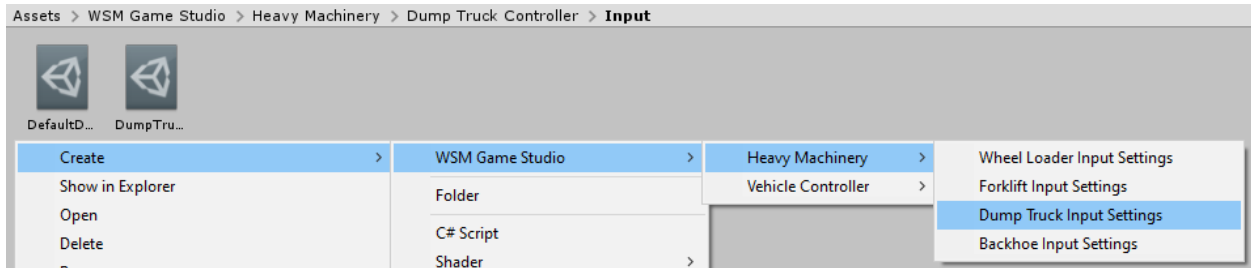 Assets > WSM Game Studio > Heavy Machinery > Dump Truck Controller > Input
DefaultD... DumpTru...
Create > WSM Game Studio > Heavy Machinery > Wheel Loader Input Settings
Show in Explorer Folder Vehicle Controller > Forklift Input Settings
Open C# Script Dump Truck Input Settings
Delete Shader > Backhoe Input Settings